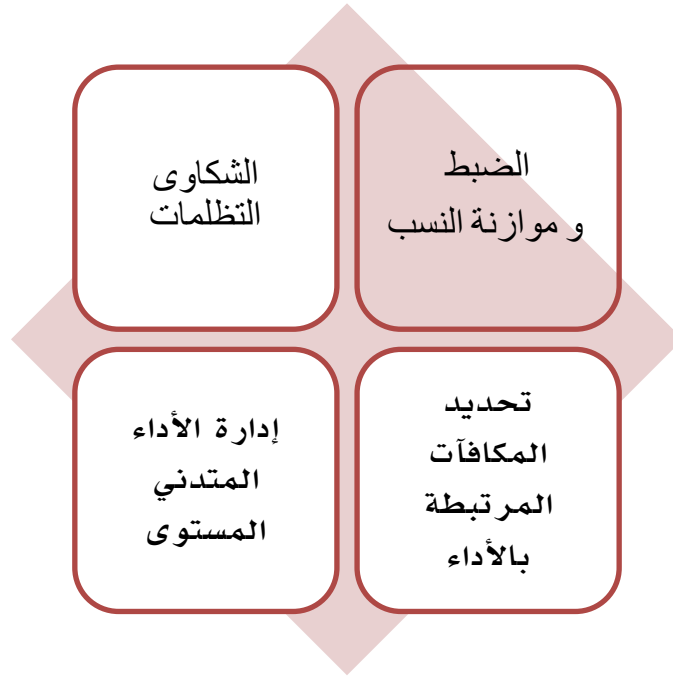 الضبط
و موازنة النسب
الشكاوى
التظلمات
تحديد
المكافآت
المرتبطة
بالأداء
إدارة الأداء
المتدني
المستوى